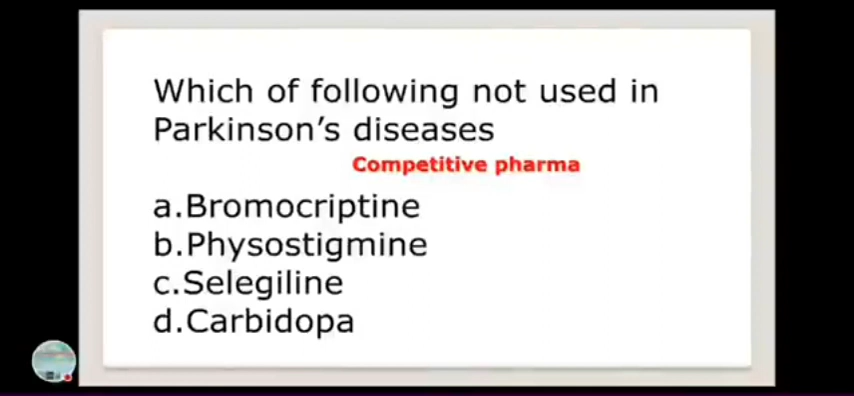 Which of following not used in
Parkinson's diseases
Competitive pharma
a.Bromocriptine
b.Physostigmine
c.Selegiline
d.Carbidopa